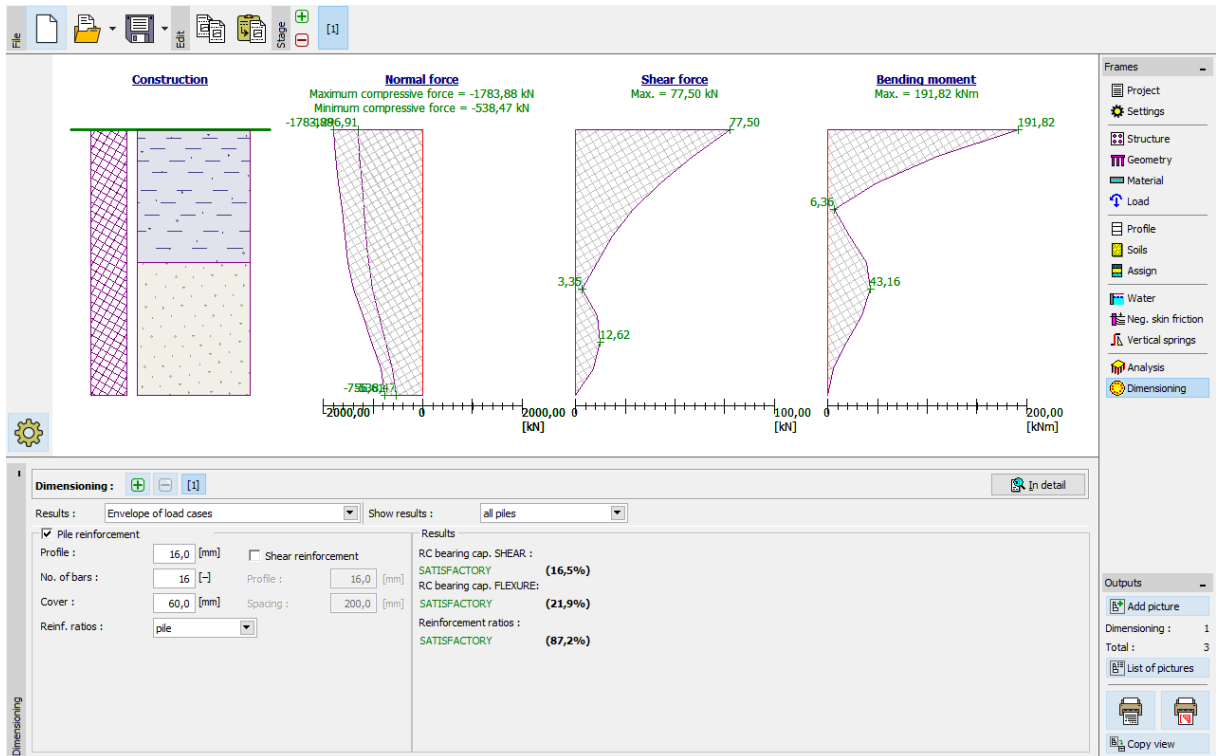 File
Edit
Stage
[1]
Construction
Normal force
Maximum compressive force = -1783,88 kN
Minimum compressive force = -538,47 kN
Shear force
Max. = 77,50 kN
Bending moment
Max. = 191,82 kNm
77,50
191,82
6,36
3,35
43,16
12,62
-2000,00
0
2000,00
[kN]
0
100,00
[kN]
0
200,00
[kNm]
Frames
Project
Settings
Structure
Geometry
Material
Load
Profile
Soils
Assign
Water
Neg. skin friction
Vertical springs
Analysis
Dimensioning
Dimensioning :
[1]
In detail
Results :
Envelope of load cases
Show results :
all piles
Pile reinforcement
Profile :
16,0
[mm]
Shear reinforcement
No. of bars :
16
[–]
Profile :
16,0
[mm]
Cover :
60,0
[mm]
Spacing :
200,0
[mm]
Reinf. ratios :
pile
Results
RC bearing cap. SHEAR :
SATISFACTORY (16,5%)
RC bearing cap. FLEXURE:
SATISFACTORY (21,9%)
Reinforcement ratios :
SATISFACTORY (87,2%)
Dimensioning
Outputs
Add picture
Dimensioning : 1
Total : 3
List of pictures
Copy view